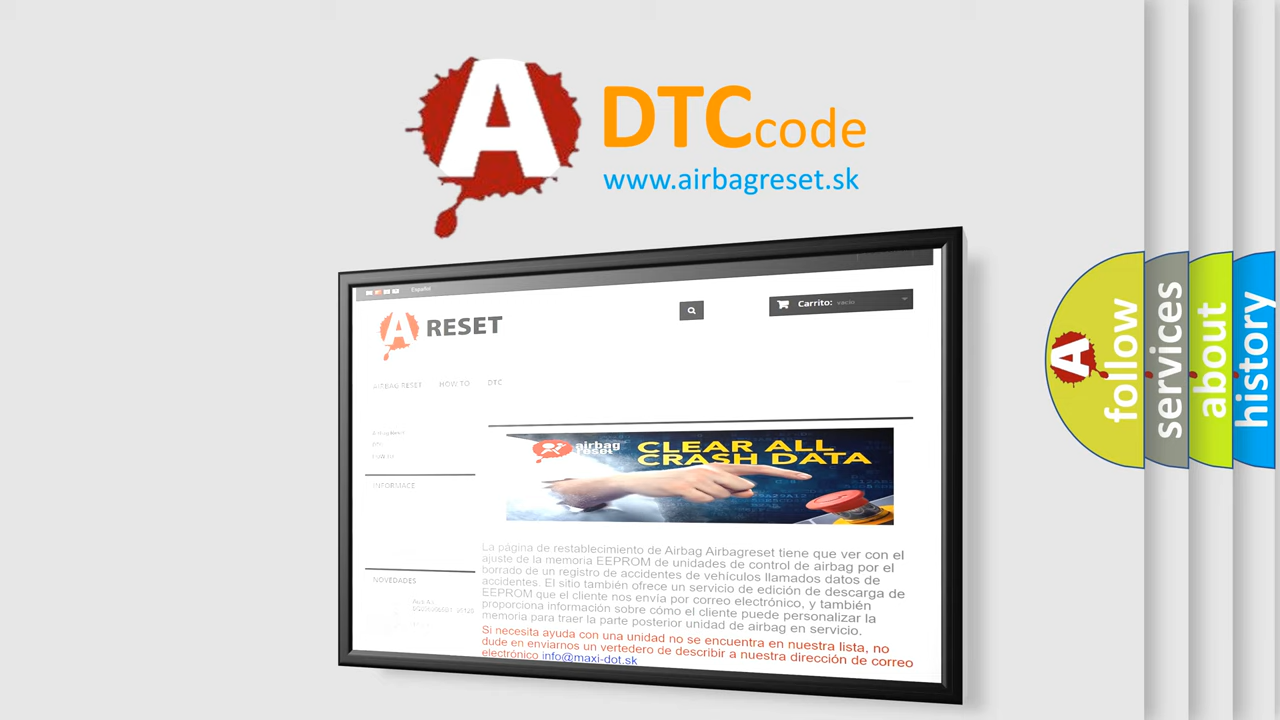 A
DTCcode
www.airbagreset.sk
Español
A RESET
Carrito: vacío
AIRBAG RESET HOW TO DTC
INFORMACE
NOVEDADES
airbag
reset
CLEAR ALL
CRASH DATA
La página de restablecimiento de Airbag Airbagreset tiene que ver con el
ajuste de la memoria EEPROM de unidades de control de airbag por el
borrado de un registro de accidentes de vehículos llamados datos de
accidentes. El sitio también ofrece un servicio de edición de descarga de
EEPROM que el cliente nos envía por correo electrónico, y también
proporciona información sobre cómo el cliente puede personalizar la
memoria para traer la parte posterior unidad de airbag en servicio.
Si necesita ayuda con una unidad no se encuentra en nuestra lista, no
dude en enviarnos un vertedero de describir a nuestra dirección de correo
electrónico info@maxi-dot.sk
A
follow
services
about
history